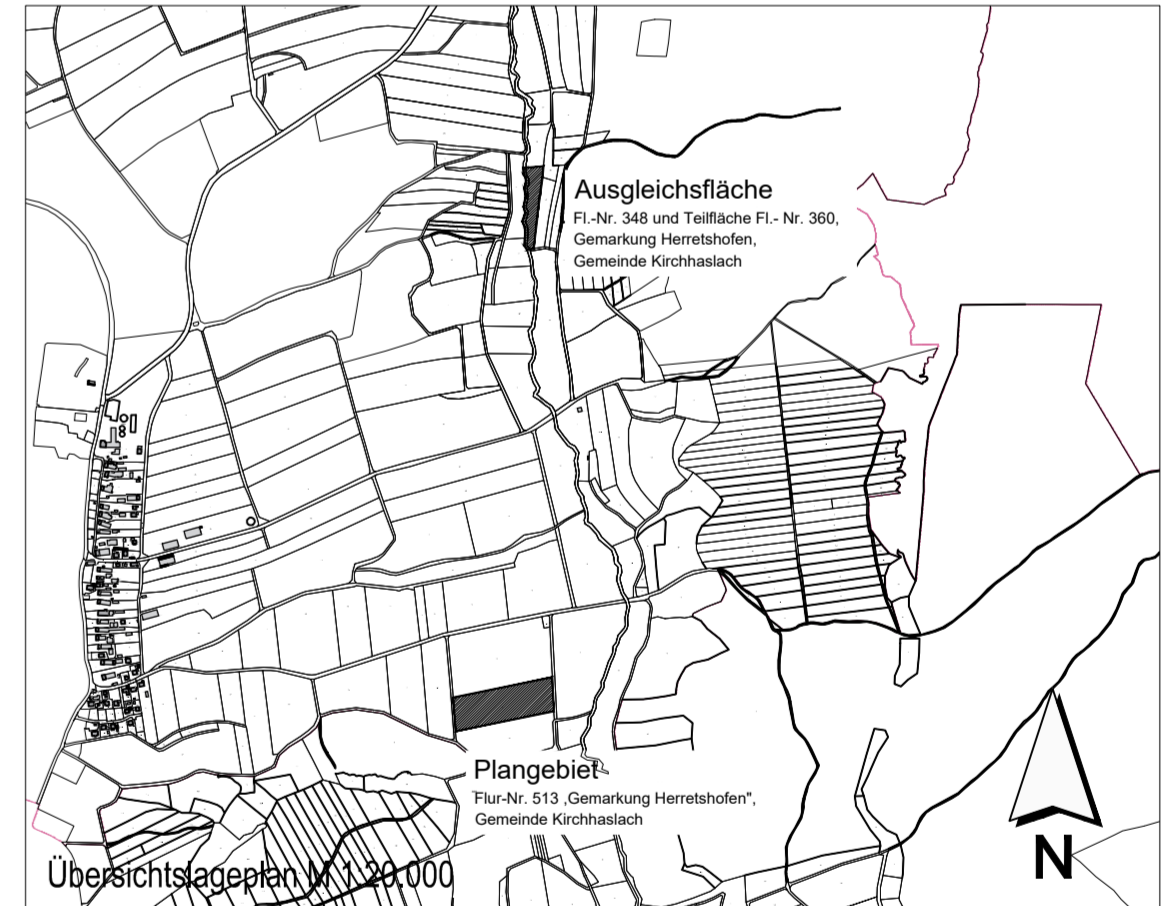 Ausgleichsfläche
Fl.-Nr. 348 und Teilfläche Fl.- Nr. 360,
Gemarkung Herretshofen,
Gemeinde Kirchhaslach
Plangebiet
Flur-Nr. 513 ,Gemarkung Herretshofen",
Gemeinde Kirchhaslach
Übersichtslageplan M 1:20.000
N